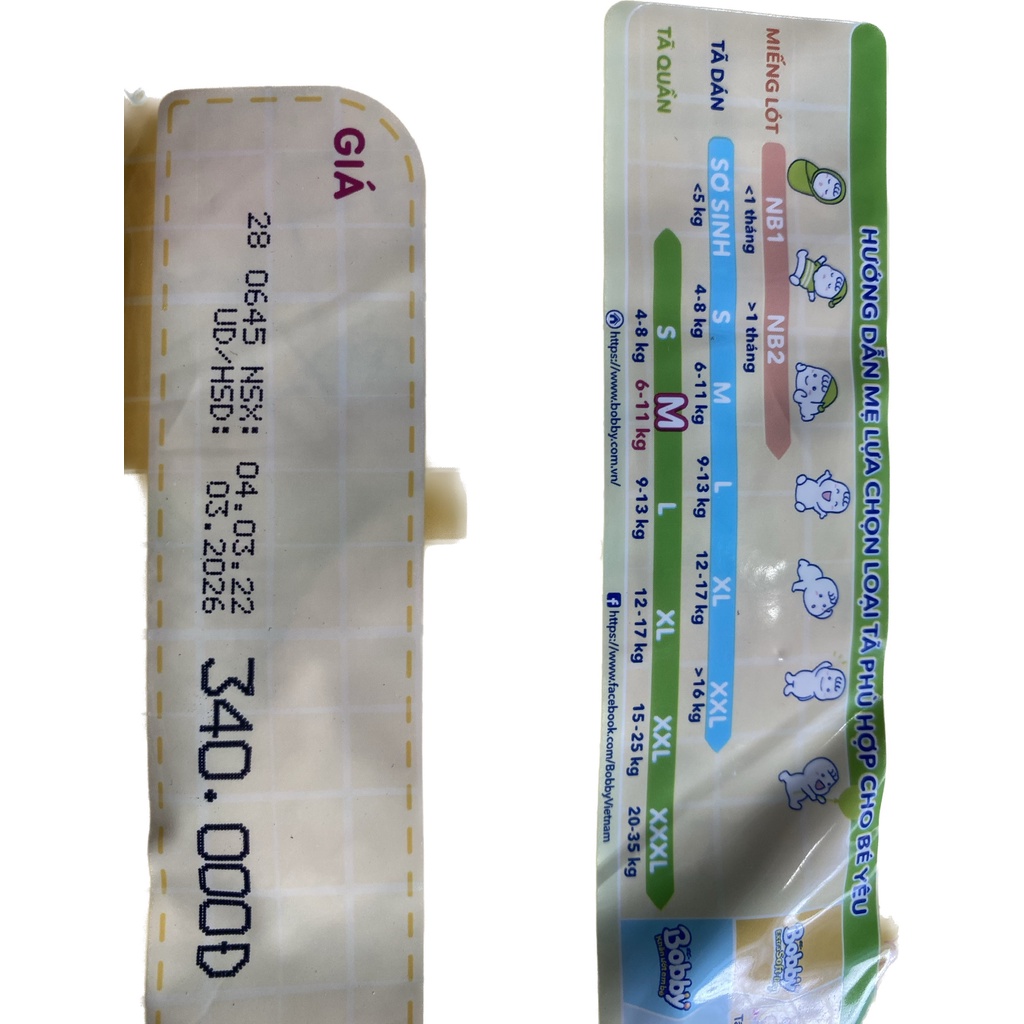 GIÁ
28 0645 NSX: 04.03.22
UD/HSD: 03.2026
340.000Đ
HƯỚNG DẪN MẸ LỰA CHỌN LOẠI TÃ PHÙ HỢP CHO BÉ YÊU
MIẾNG LÓT NB1 NB2
<1 tháng >1 tháng
TÃ DÁN SƠ SINH S M L XL XXL
<5 kg 4-8 kg 6-11 kg 9-13 kg 12-17 kg >16 kg
TÃ QUẦN S M L XL XXL XXXL
4-8 kg 6-11 kg 9-13 kg 12-17 kg 15-25 kg 20-35 kg
https://www.bobby.com.vn/ https://www.facebook.com/BobbyVietnam
Bobby
Bobby